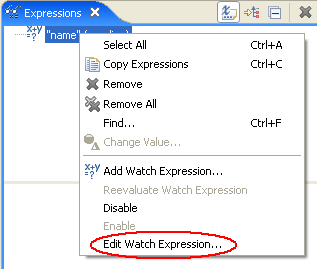 Expressions
x+y
=?
"name"
Select All Ctrl+A
Copy Expressions Ctrl+C
Remove
Remove All
Find... Ctrl+F
Change Value...
x+y
=?
Add Watch Expression...
Reevaluate Watch Expression
Disable
Enable
Edit Watch Expression...